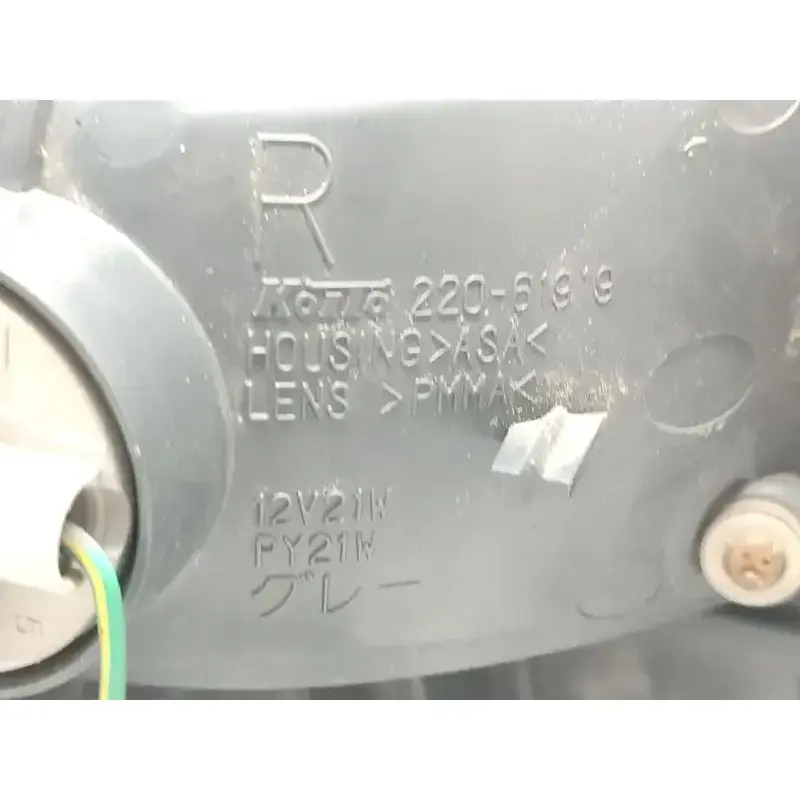 R
KOITO 220-61919
HOUSING >ASA<
LENS >PMMA<
12V21W
PY21W
グレー